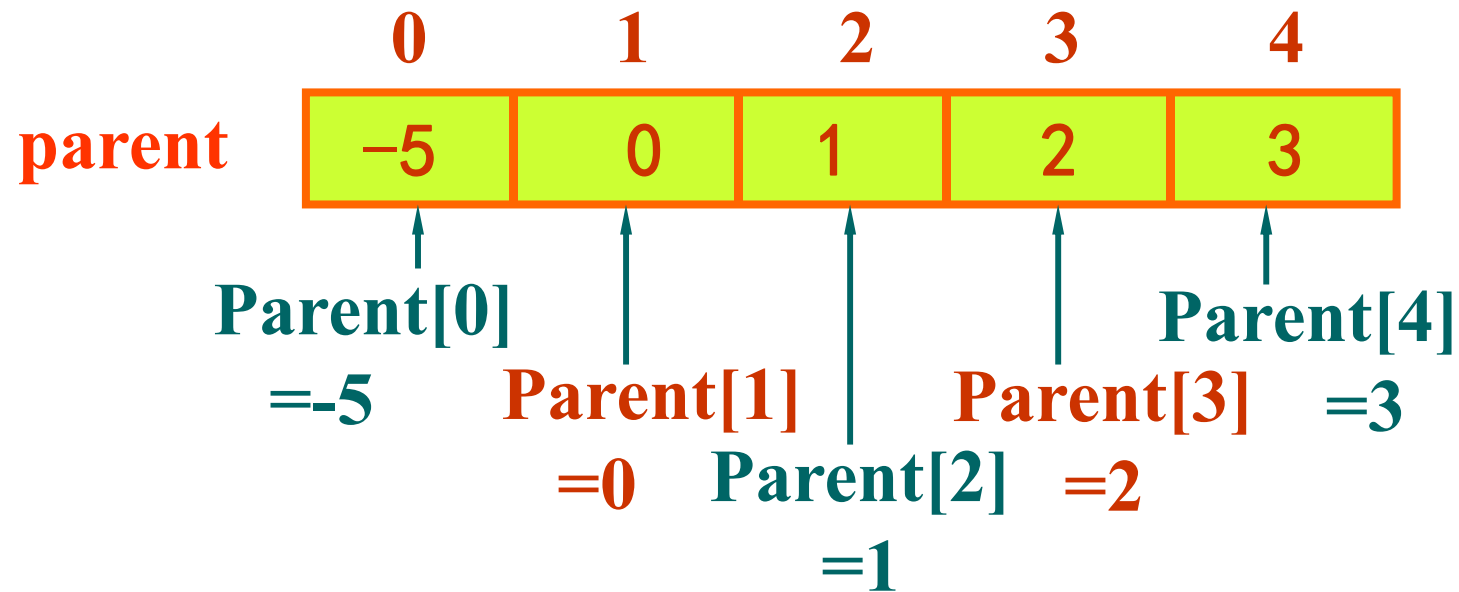 0 1 2 3 4
parent −5 0 1 2 3
Parent[0]
=-5
Parent[1]
=0
Parent[2]
=1
Parent[3]
=2
Parent[4]
=3